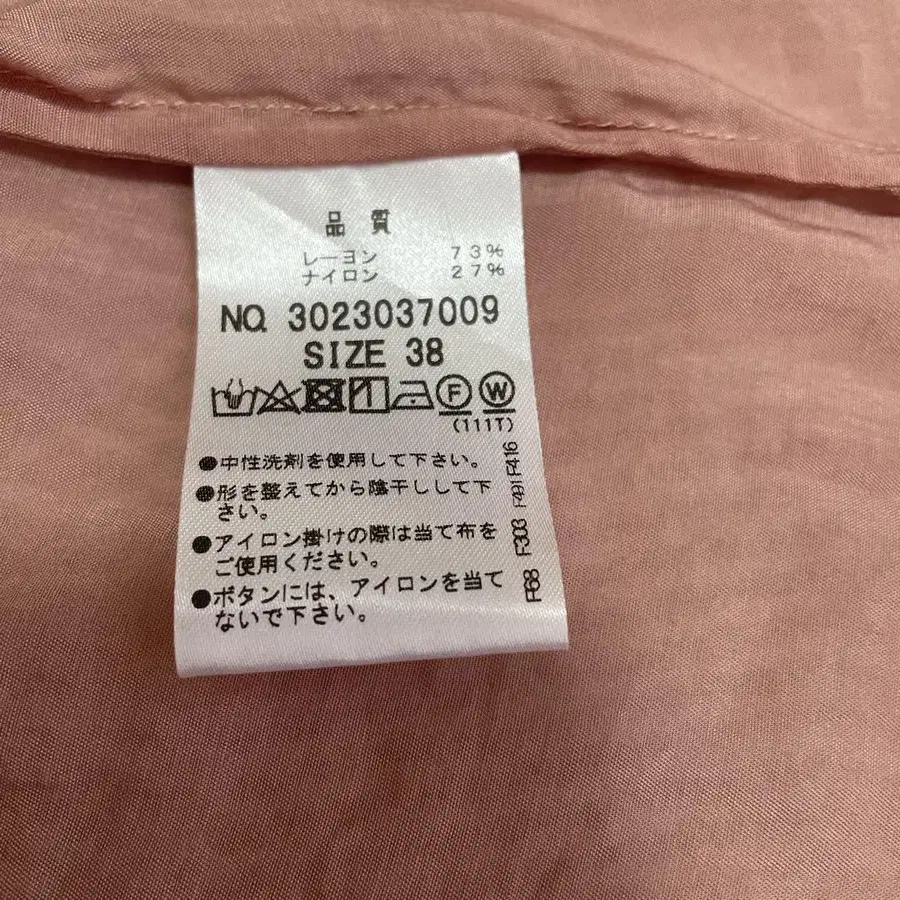 品質
レーヨン 73%
ナイロン 27%
NO. 3023037009
SIZE 38
F W
(111T)
●中性洗剤を使用して下さい。
●形を整えてから陰干しして下
さい。
●アイロン掛けの際は当て布を
ご使用ください。
●ボタンには、アイロンを当て
ないで下さい。
F68 F303 F491 F416